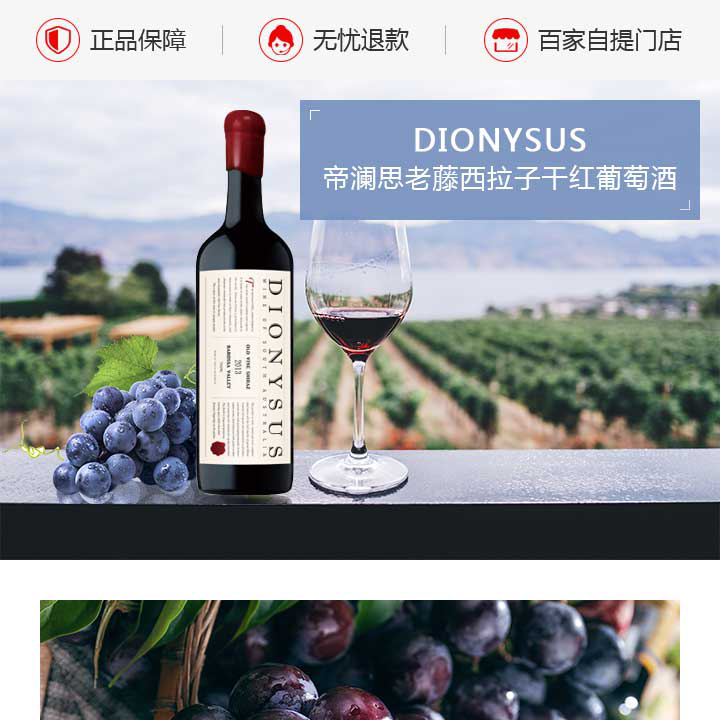 正品保障
无忧退款
百家自提门店
DIONYSUS
帝澜思老藤西拉子干红葡萄酒
DIONYSUS
WINE OF SOUTH AUSTRALIA
OLD VINE SHIRAZ
2013
BAROSSA VALLEY